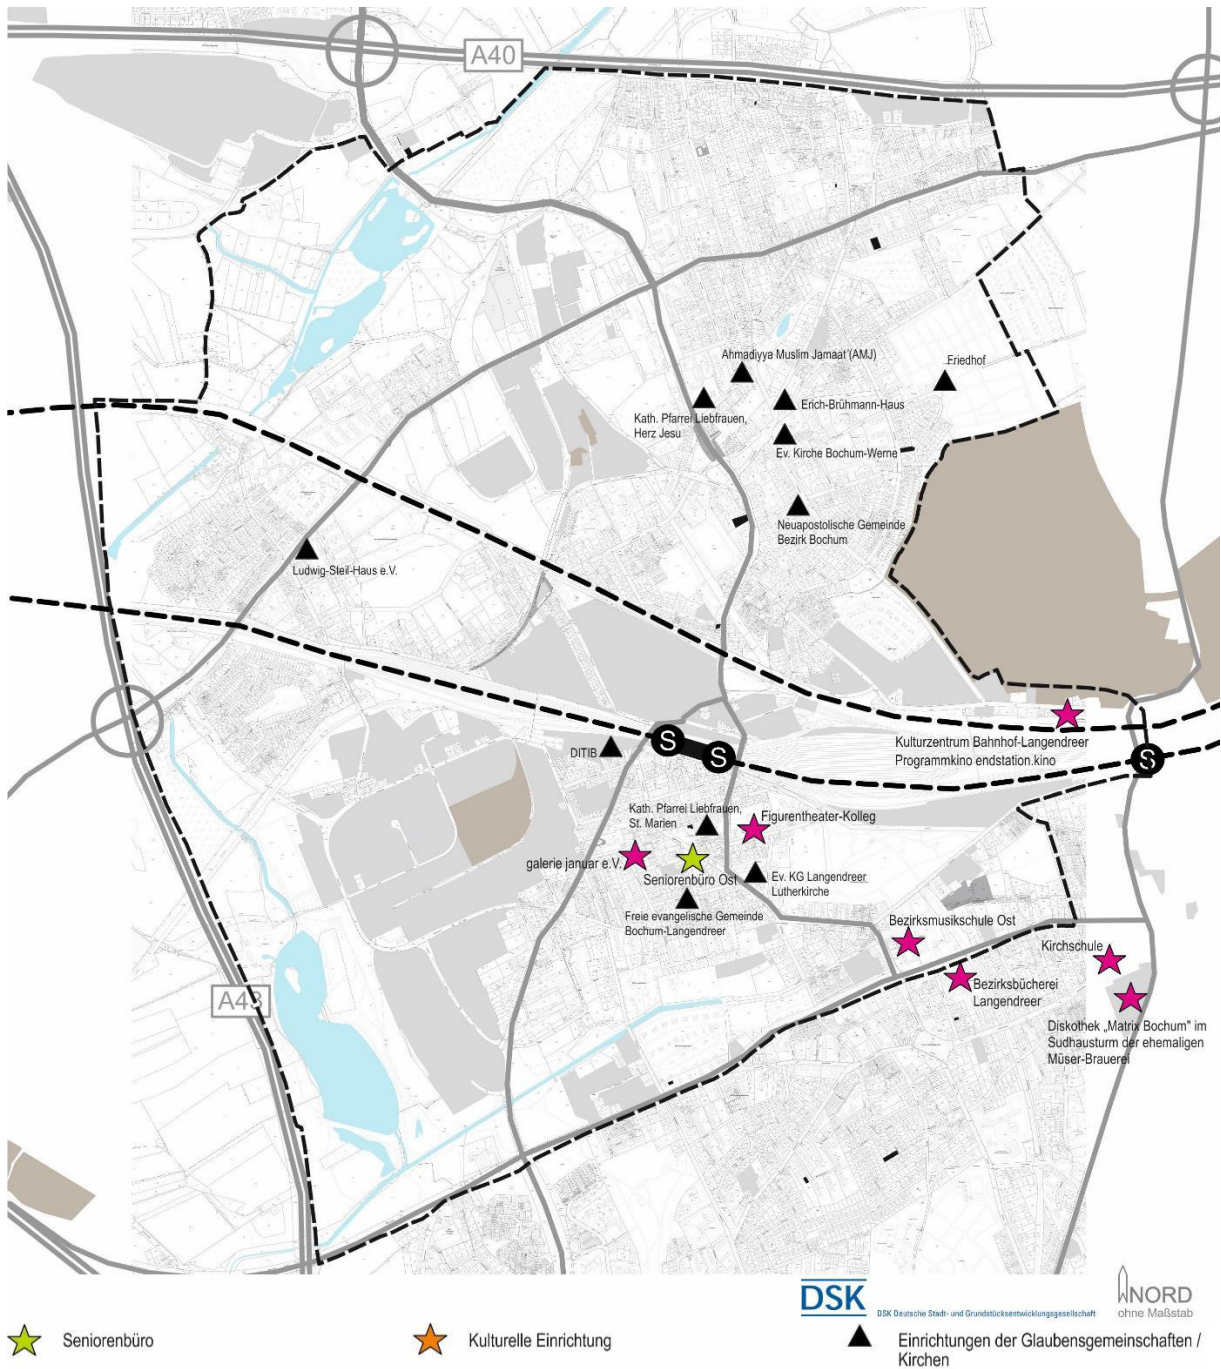 A40
Ahmadiyya Muslim Jamaat (AMJ)
Friedhof
Kath. Pfarrei Liebfrauen,
Herz Jesu
Erich-Brühmann-Haus
Ev. Kirche Bochum-Werne
Neuapostolische Gemeinde
Bezirk Bochum
Ludwig-Steil-Haus e.V.
Kulturzentrum Bahnhof-Langendreer
Programmkino endstation.kino
DITIB
S
S
S
Kath. Pfarrei Liebfrauen,
St. Marien
Figurentheater-Kolleg
galerie januar e.V.
Seniorenbüro Ost
Ev. KG Langendreer
Lutherkirche
Freie evangelische Gemeinde
Bochum-Langendreer
Bezirksmusikschule Ost
Kirchschule
Bezirksbücherei
Langendreer
A43
Diskothek „Matrix Bochum" im
Sudhausturm der ehemaligen
Müser-Brauerei
DSK
DSK Deutsche Stadt- und Grundstücksentwicklungsgesellschaft
NORD
ohne Maßstab
Seniorenbüro
Kulturelle Einrichtung
Einrichtungen der Glaubensgemeinschaften /
Kirchen